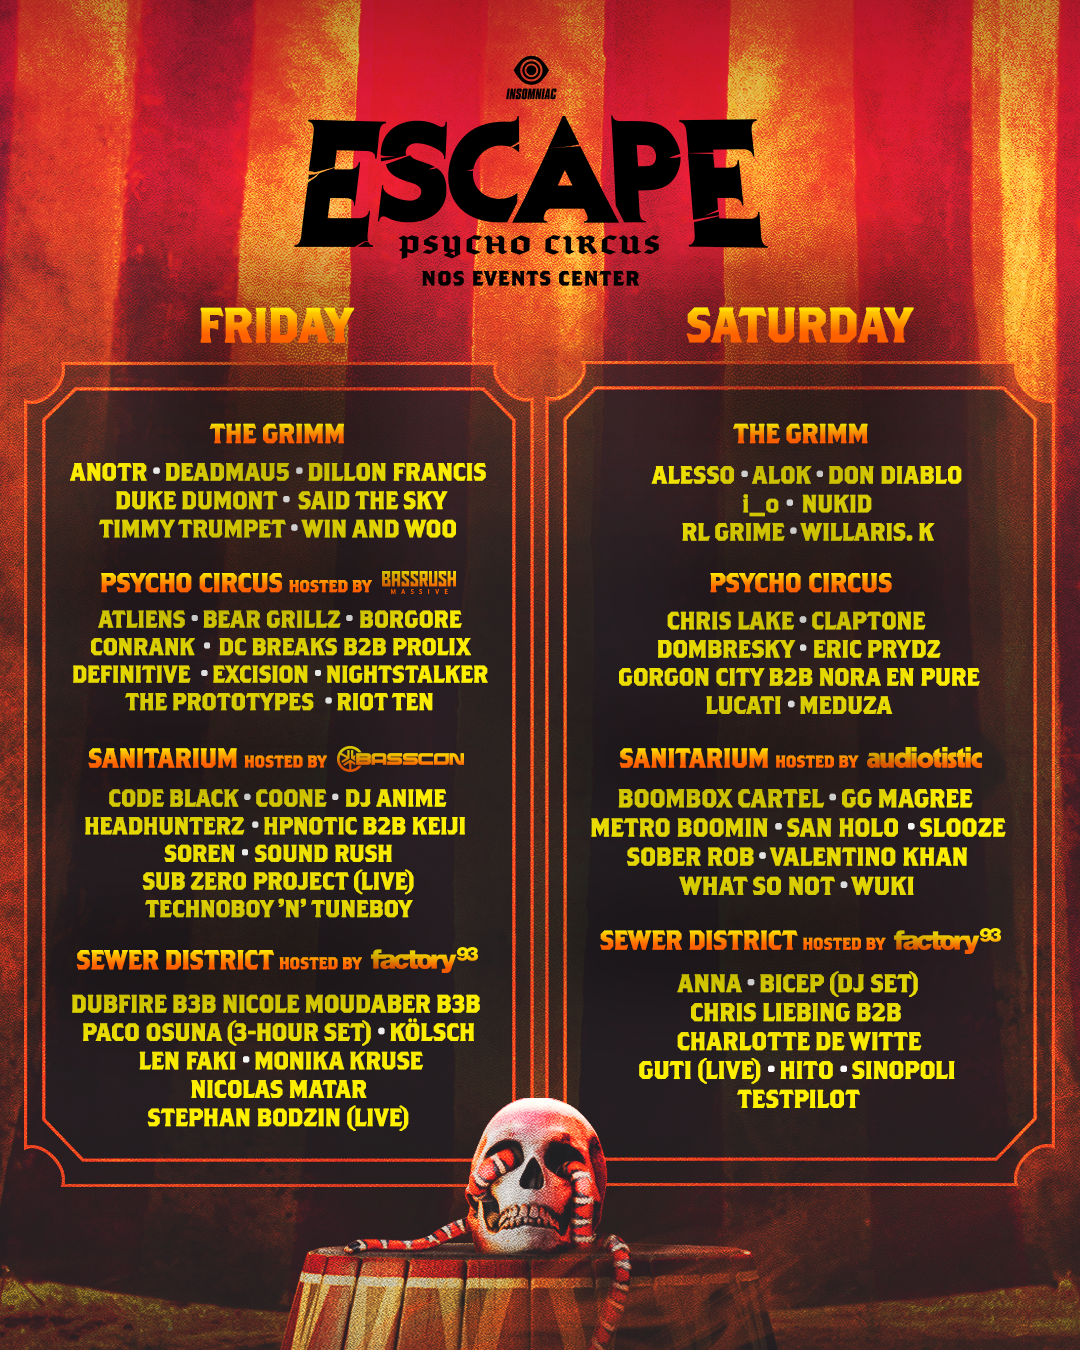 INSOMNIAC
ESCAPE
PSYCHO CIRCUS
NOS EVENTS CENTER
FRIDAY
THE GRIMM
ANOTR • DEADMAU5 • DILLON FRANCIS
DUKE DUMONT • SAID THE SKY
TIMMY TRUMPET • WIN AND WOO
PSYCHO CIRCUS HOSTED BY BASSRUSH MASSIVE
ATLIENS • BEAR GRILLZ • BORGORE
CONRANK • DC BREAKS B2B PROLIX
DEFINITIVE • EXCISION • NIGHTSTALKER
THE PROTOTYPES • RIOT TEN
SANITARIUM HOSTED BY BASSCON
CODE BLACK • COONE • DJ ANIME
HEADHUNTERZ • HPNOTIC B2B KEIJI
SOREN • SOUND RUSH
SUB ZERO PROJECT (LIVE)
TECHNOBOY 'N' TUNEBOY
SEWER DISTRICT HOSTED BY factory 93
DUBFIRE B3B NICOLE MOUDABER B3B
PACO OSUNA (3-HOUR SET) • KÖLSCH
LEN FAKI • MONIKA KRUSE
NICOLAS MATAR
STEPHAN BODZIN (LIVE)
SATURDAY
THE GRIMM
ALESSO • ALOK • DON DIABLO
i_o • NUKID
RL GRIME • WILLARIS. K
PSYCHO CIRCUS
CHRIS LAKE • CLAPTONE
DOMBRESKY • ERIC PRYDZ
GORGON CITY B2B NORA EN PURE
LUCATI • MEDUZA
SANITARIUM HOSTED BY audiotistic
BOOMBOX CARTEL • GG MAGREE
METRO BOOMIN • SAN HOLO • SLOOZE
SOBER ROB • VALENTINO KHAN
WHAT SO NOT • WUKI
SEWER DISTRICT HOSTED BY factory 93
ANNA • BICEP (DJ SET)
CHRIS LIEBING B2B
CHARLOTTE DE WITTE
GUTI (LIVE) • HITO • SINOPOLI
TESTPILOT